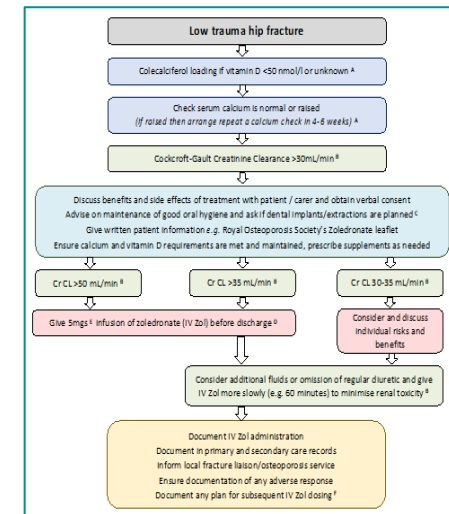 Low trauma hip fracture
Colecalciferol loading if vitamin D <50 nmol/l or unknown A
Check serum calcium is normal or raised
(If raised then arrange repeat a calcium check in 4-6 weeks) A
Cockcroft-Gault Creatinine Clearance >30mL/min B
Discuss benefits and side effects of treatment with patient / carer and obtain verbal consent
Advise on maintenance of good oral hygiene and ask if dental implants/extractions are planned C
Give written patient information e.g. Royal Osteoporosis Society's Zoledronate leaflet
Ensure calcium and vitamin D requirements are met and maintained, prescribe supplements as needed
Cr CL >50 mL/min B
Cr CL >35 mL/min B
Cr CL 30-35 mL/min B
Give 5mgs E infusion of zoledronate (IV Zol) before discharge D
Consider and discuss
individual risks and
benefits
Consider additional fluids or omission of regular diuretic and give
IV Zol more slowly (e.g. 60 minutes) to minimise renal toxicity B
Document IV Zol administration
Document in primary and secondary care records
Inform local fracture liaison/osteoporosis service
Ensure documentation of any adverse response
Document any plan for subsequent IV Zol dosing F